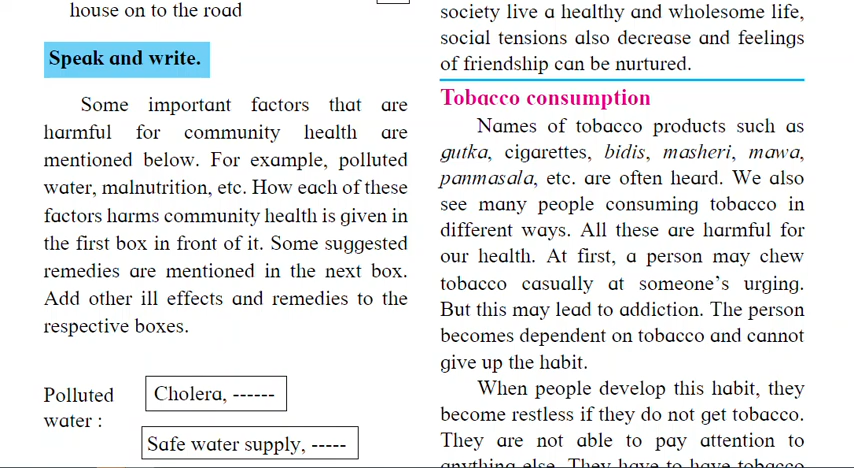 house on to the road
Speak and write.
Some important factors that are
harmful for community health are
mentioned below. For example, polluted
water, malnutrition, etc. How each of these
factors harms community health is given in
the first box in front of it. Some suggested
remedies are mentioned in the next box.
Add other ill effects and remedies to the
respective boxes.
Polluted
water :
Cholera, ------
Safe water supply, -----
society live a healthy and wholesome life,
social tensions also decrease and feelings
of friendship can be nurtured.
Tobacco consumption
Names of tobacco products such as
gutka, cigarettes, bidis, masheri, mawa,
panmasala, etc. are often heard. We also
see many people consuming tobacco in
different ways. All these are harmful for
our health. At first, a person may chew
tobacco casually at someone's urging.
But this may lead to addiction. The person
becomes dependent on tobacco and cannot
give up the habit.
When people develop this habit, they
become restless if they do not get tobacco.
They are not able to pay attention to
anything else. They have to have tobacco